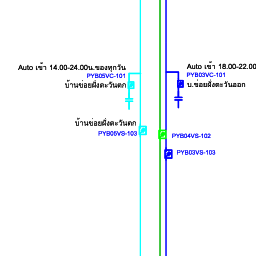 Auto เข้า 14.00-24.00น.ของทุกวัน
PYB05VC-101
บ้านซ่อยฝั่งตะวันตก
Auto เข้า 18.00-22.00
PYB03VC-101
บ.ซ่อยฝั่งตะวันออก
บ้านซ่อยฝั่งตะวันตก
PYB05VS-103
PYB04VS-102
PYB03VS-103